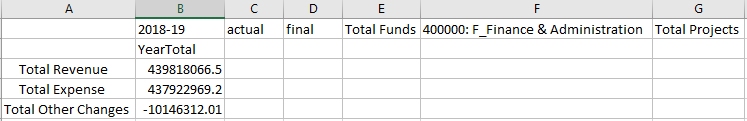 A B C D E F G
2018-19 actual final Total Funds 400000: F_Finance & Administration Total Projects
YearTotal
Total Revenue 439818066.5
Total Expense 437922969.2
Total Other Changes -10146312.01